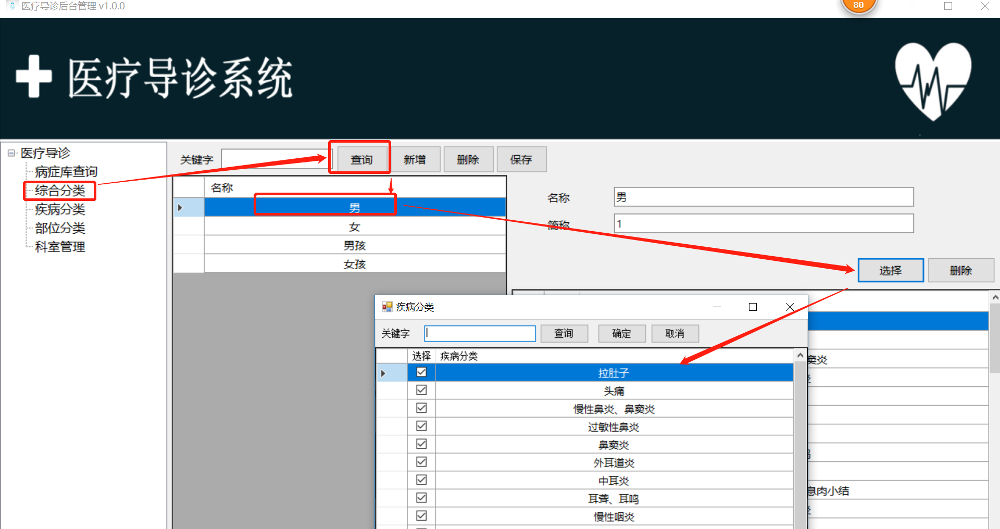 医疗导诊后台管理 v1.0.0
80
医疗导诊系统
医疗导诊
病症库查询
综合分类
疾病分类
部位分类
科室管理
关键字
查询
新增
删除
保存
名称
男
女
男孩
女孩
名称
男
简称
1
选择
删除
疾病分类
关键字
查询
确定
取消
选择 疾病分类
拉肚子
头痛
慢性鼻炎、鼻窦炎
过敏性鼻炎
鼻窦炎
外耳道炎
中耳炎
耳聋、耳鸣
慢性咽炎
窦炎
息肉小结